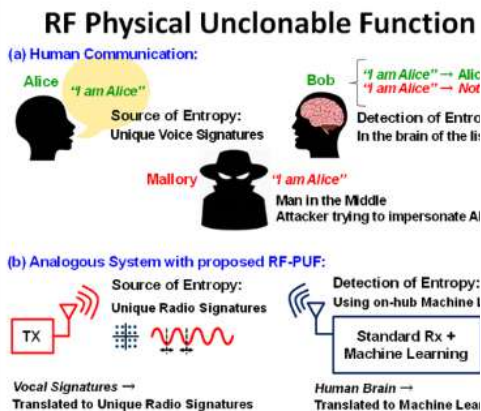 RF Physical Unclonable Function
(a) Human Communication:
Alice
"I am Alice"
Source of Entropy:
Unique Voice Signatures
Bob
"I am Alice" → Alic
"I am Alice" → Not
Detection of Entro
In the brain of the lis
Mallory
"I am Alice"
Man in the Middle
Attacker trying to impersonate Al
(b) Analogous System with proposed RF-PUF:
TX
Source of Entropy:
Unique Radio Signatures
Detection of Entropy:
Using on-hub Machine L
Standard Rx +
Machine Learning
Vocal Signatures →
Translated to Unique Radio Signatures
Human Brain →
Translated to Machine Lear